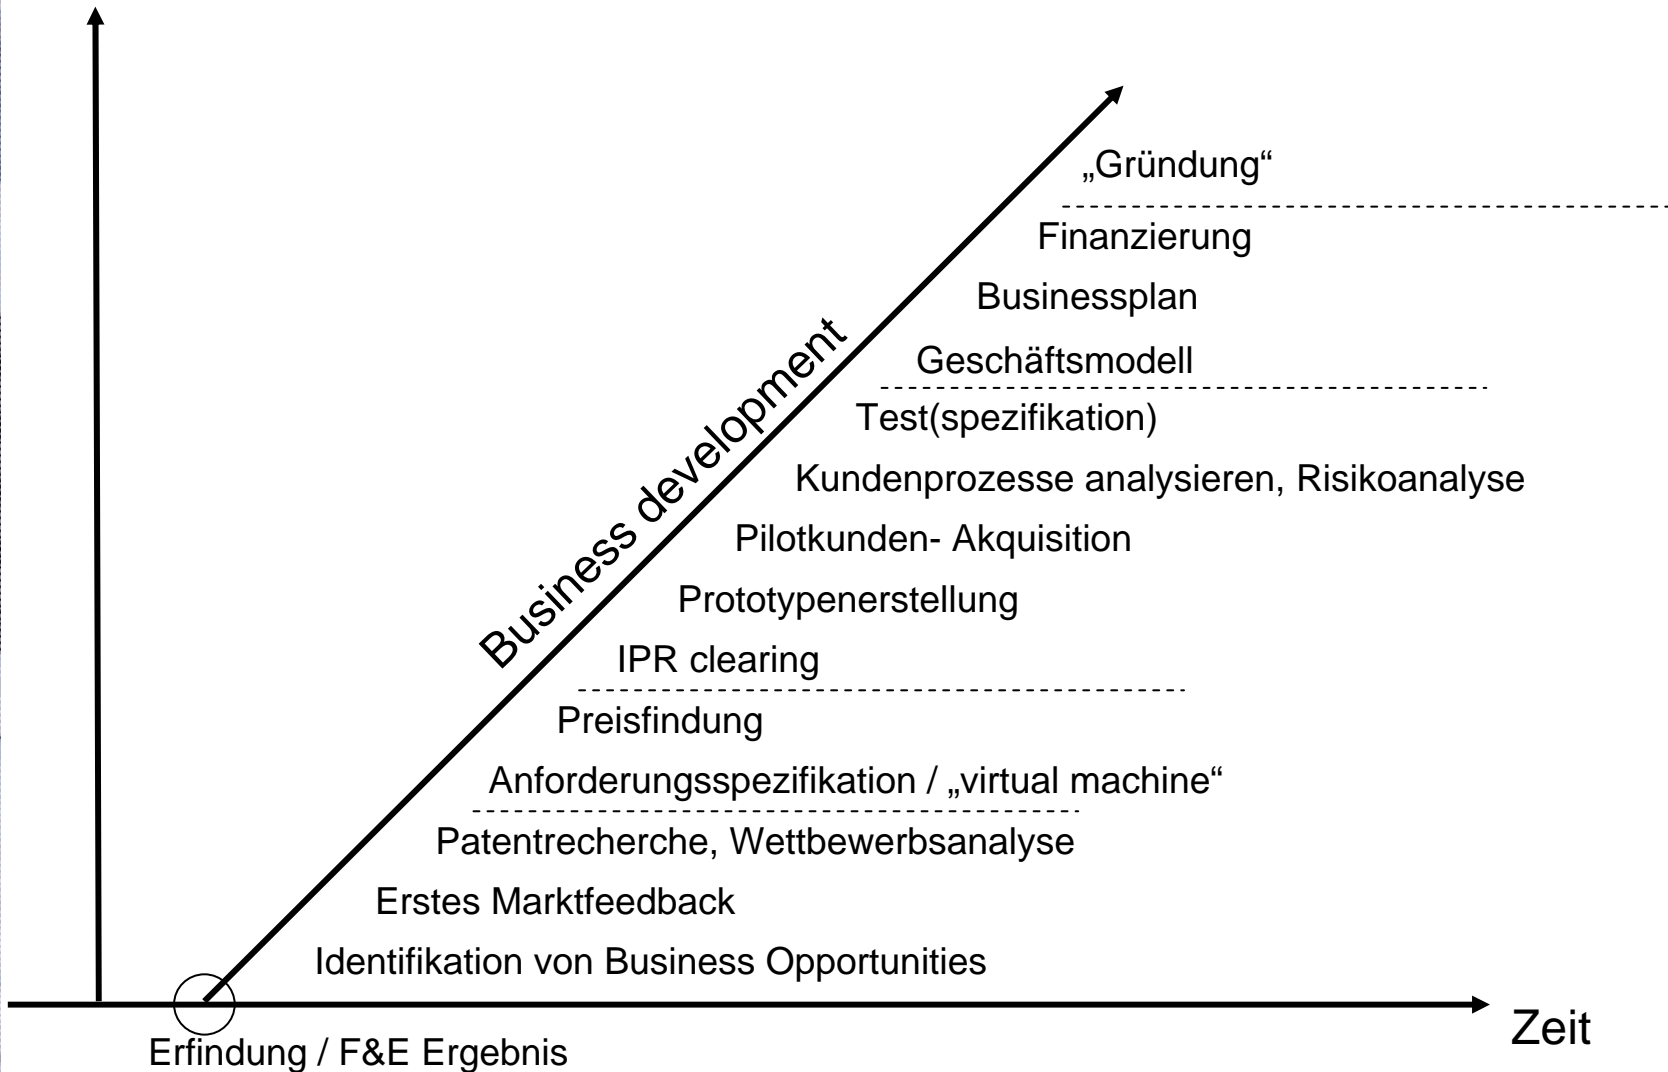 „Gründung“
Finanzierung
Businessplan
Geschäftsmodell
Test(spezifikation)
Kundenprozesse analysieren, Risikoanalyse
Pilotkunden- Akquisition
Prototypenerstellung
IPR clearing
Preisfindung
Anforderungsspezifikation / „virtual machine“
Patentrecherche, Wettbewerbsanalyse
Erstes Marktfeedback
Identifikation von Business Opportunities
Business development
Zeit
Erfindung / F&E Ergebnis